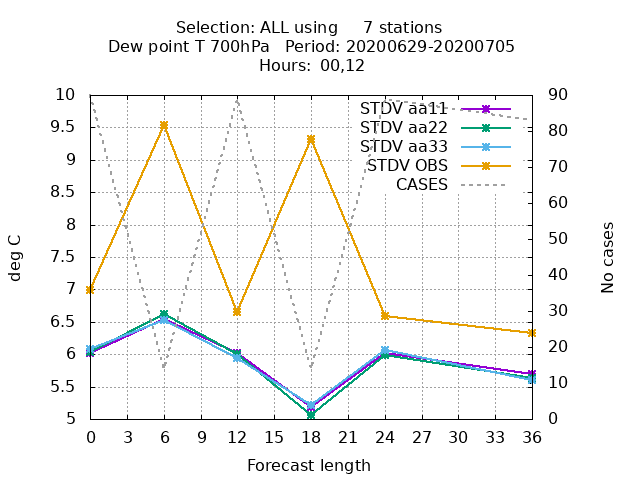 Selection: ALL using 7 stations
Dew point T 700hPa Period: 20200629-20200705
Hours: 00,12
STDV aa11
STDV aa22
STDV aa33
STDV OBS
CASES
deg C
10
9.5
9
8.5
8
7.5
7
6.5
6
5.5
5
No cases
90
80
70
60
50
40
30
20
10
0
0 3 6 9 12 15 18 21 24 27 30 33 36
Forecast length